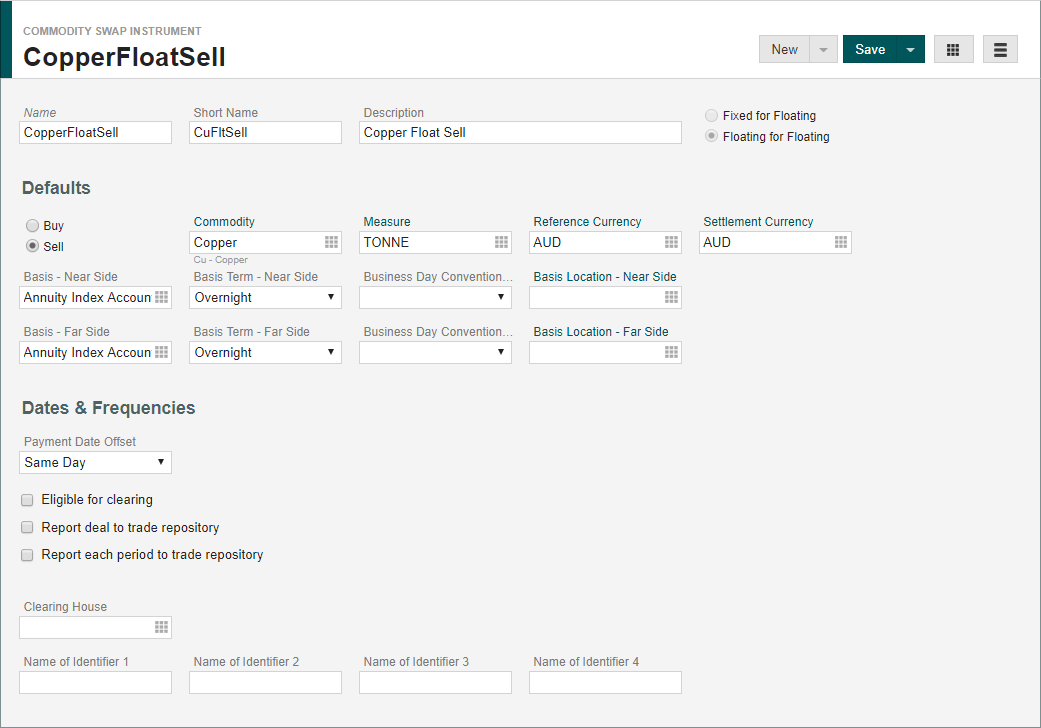 COMMODITY SWAP INSTRUMENT
CopperFloatSell
New
Save
Name
Short Name
Description
CopperFloatSell
CuFltSell
Copper Float Sell
Fixed for Floating
Floating for Floating
Defaults
Buy
Sell
Commodity
Measure
Reference Currency
Settlement Currency
Copper
TONNE
AUD
AUD
Cu - Copper
Basis - Near Side
Basis Term - Near Side
Business Day Convention...
Basis Location - Near Side
Annuity Index Accoun
Overnight
Basis - Far Side
Basis Term - Far Side
Business Day Convention...
Basis Location - Far Side
Annuity Index Accoun
Overnight
Dates & Frequencies
Payment Date Offset
Same Day
Eligible for clearing
Report deal to trade repository
Report each period to trade repository
Clearing House
Name of Identifier 1
Name of Identifier 2
Name of Identifier 3
Name of Identifier 4